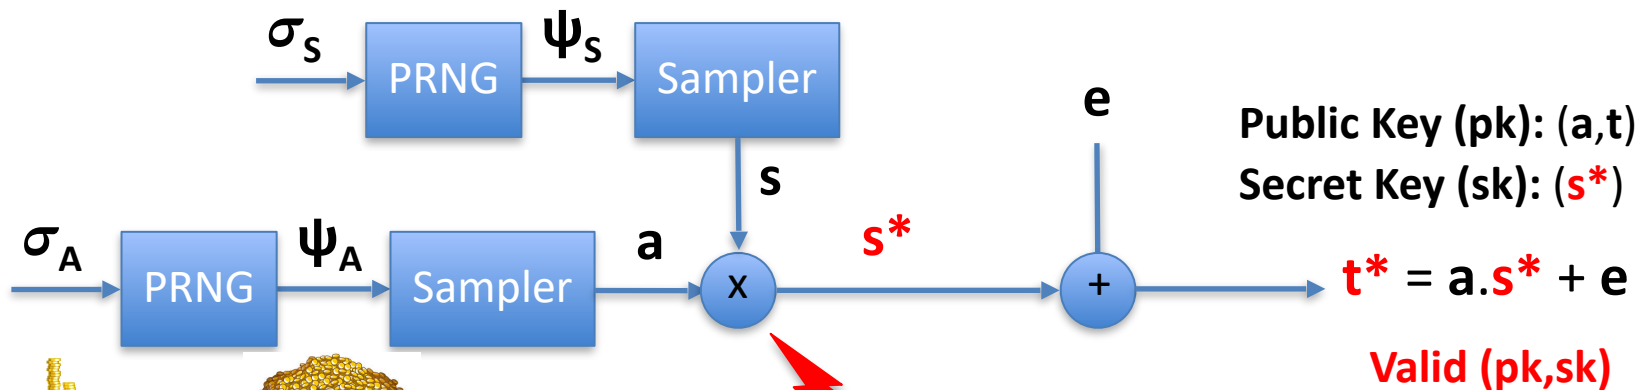 σS
PRNG
ψS
Sampler
e
Public Key (pk): (a,t)
Secret Key (sk): (s*)
s
σA
PRNG
ψA
Sampler
a
x
s*
+
t* = a.s* + e
Valid (pk,sk)